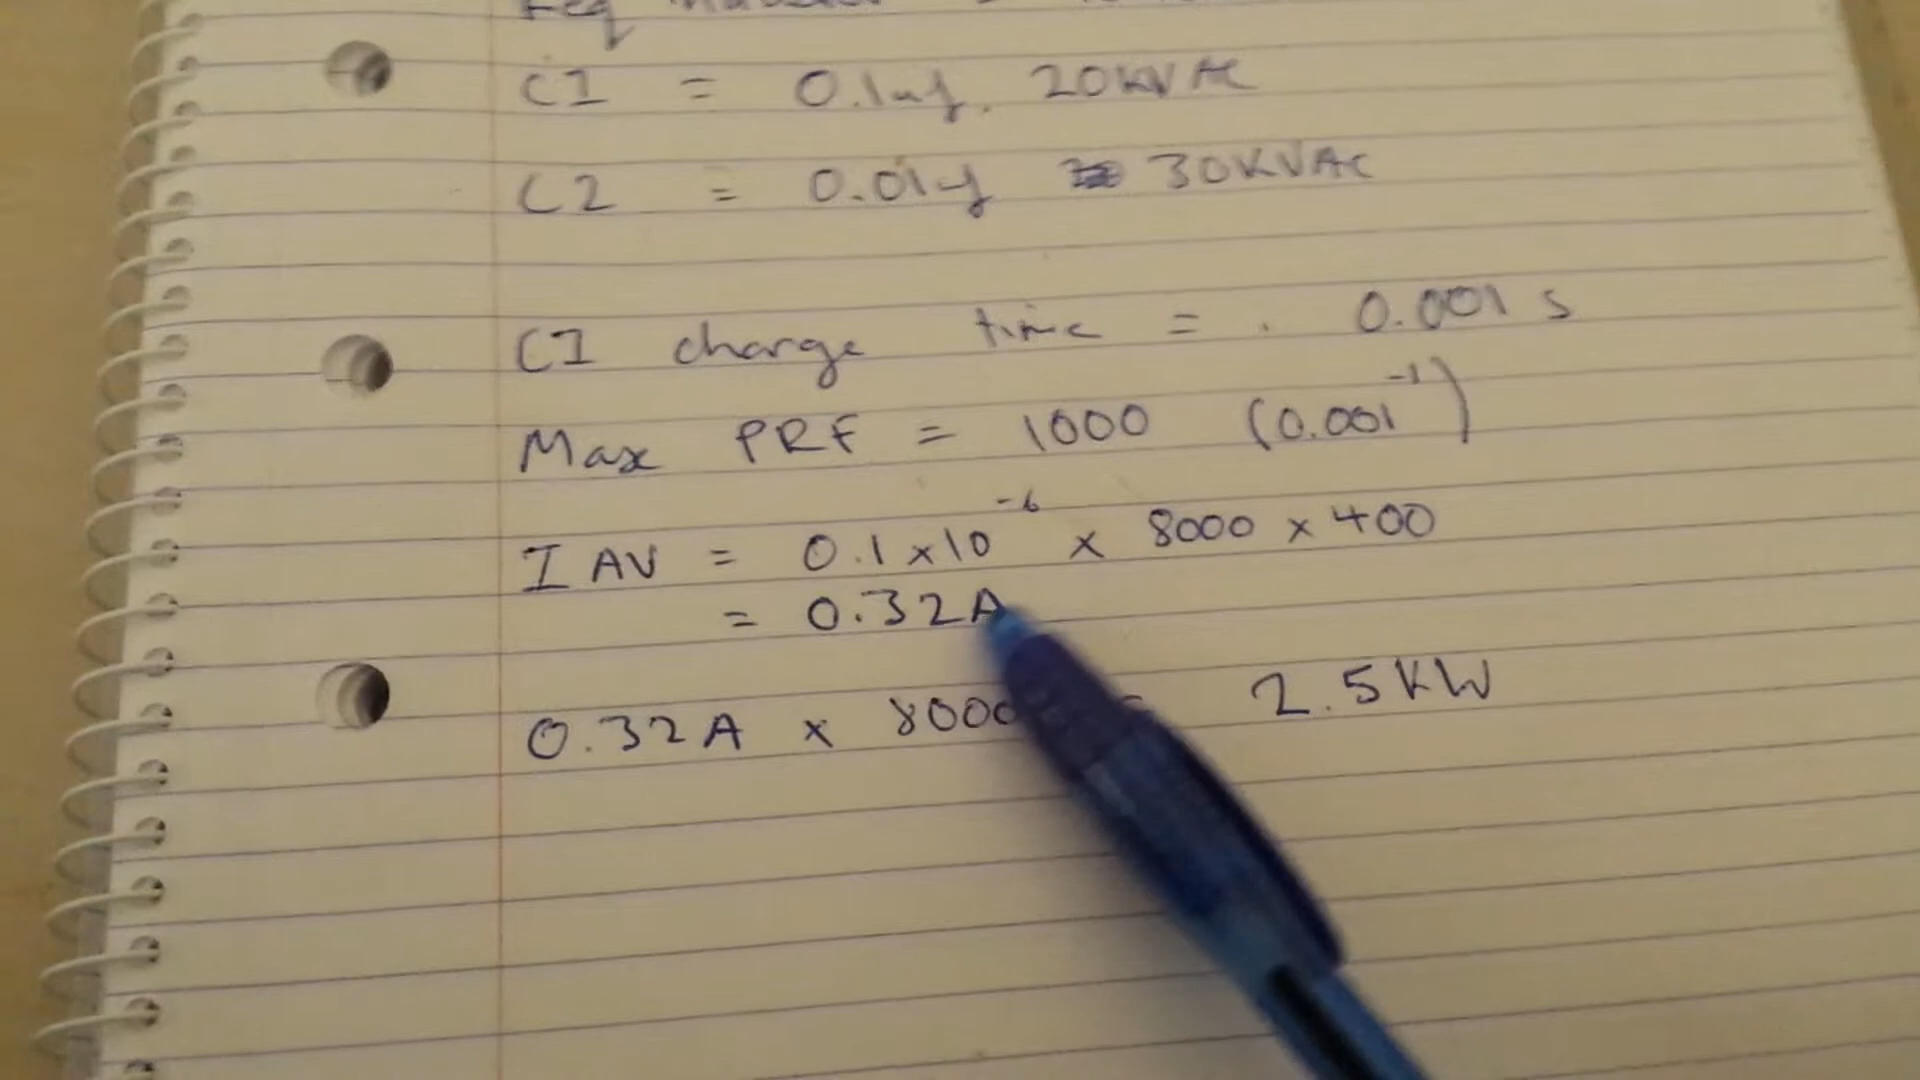 Req
C1 = 0.1uf. 20KVAC
C2 = 0.01uf 30KVAC
C1 charge time = . 0.001 s
Max PRF = 1000 (0.001⁻¹)
I AV = 0.1 x 10⁻⁶ x 8000 x 400
= 0.32A
0.32A x 8000 = 2.5KW